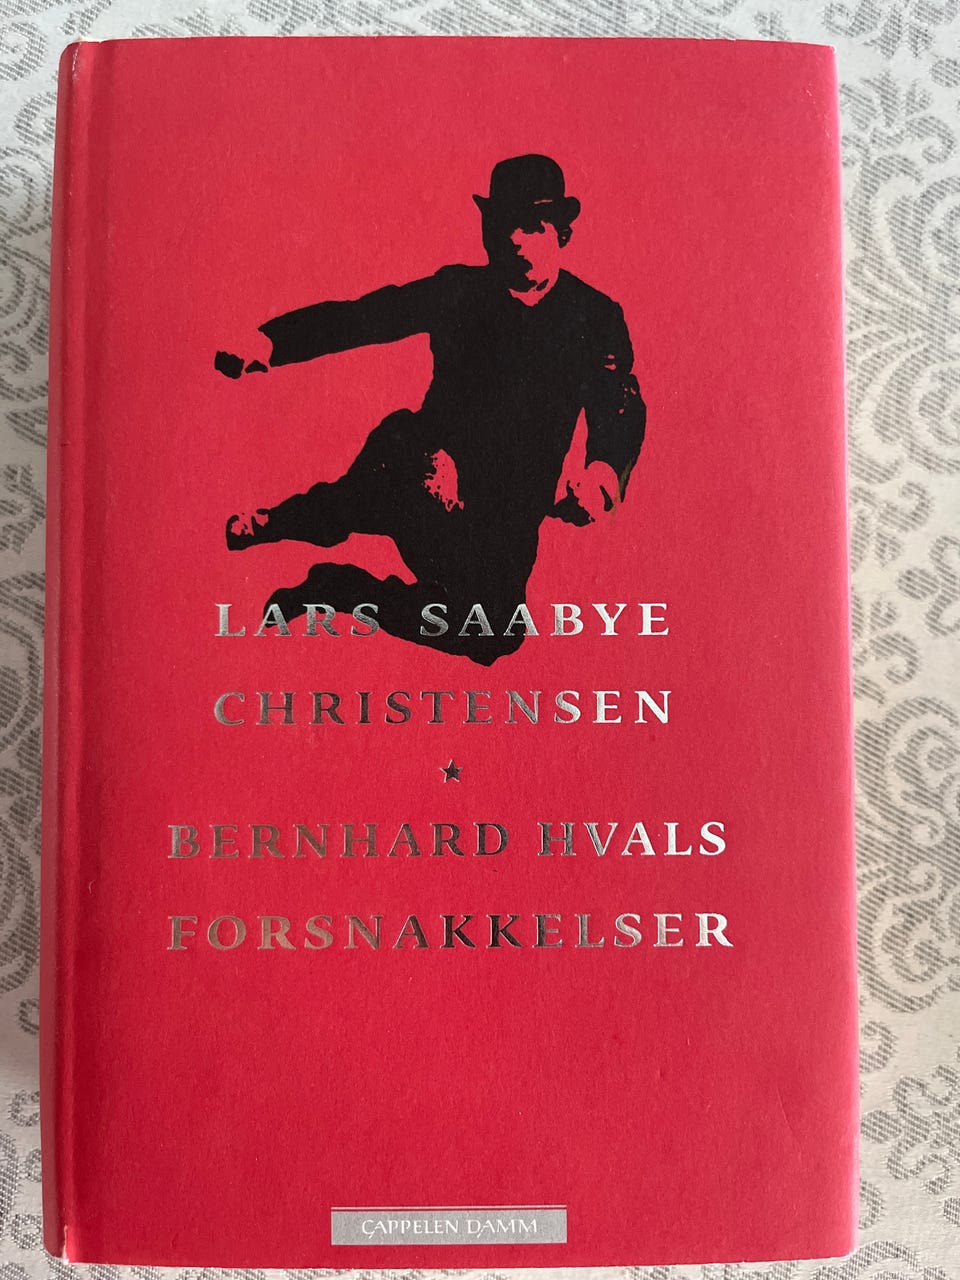 LARS SAABYE
CHRISTENSEN
BERNHARD HVALS
FORSNAKKELSER
CAPPELEN DAMM